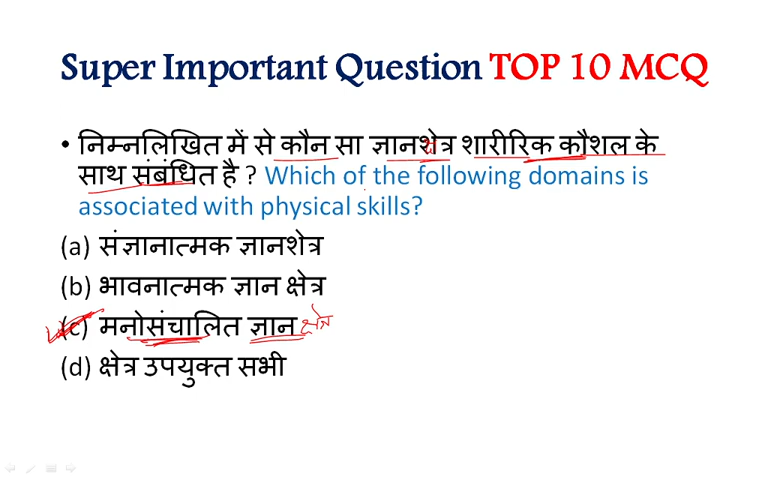 Super Important Question TOP 10 MCQ
• निम्नलिखित में से कौन सा ज्ञानशेत्र शारीरिक कौशल के
साथ संबंधित है ? Which of the following domains is
associated with physical skills?
(a) संज्ञानात्मक ज्ञानशेत्र
(b) भावनात्मक ज्ञान क्षेत्र
(c) मनोसंचालित ज्ञान क्षेत्र
(d) क्षेत्र उपयुक्त सभी